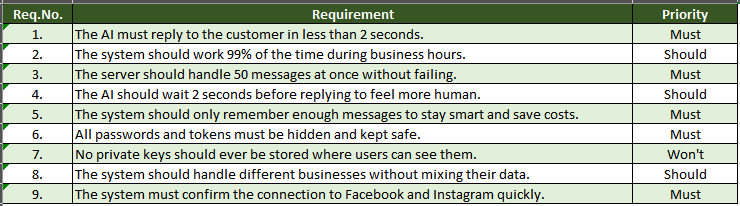 Req.No. Requirement Priority
1. The AI must reply to the customer in less than 2 seconds. Must
2. The system should work 99% of the time during business hours. Should
3. The server should handle 50 messages at once without failing. Must
4. The AI should wait 2 seconds before replying to feel more human. Should
5. The system should only remember enough messages to stay smart and save costs. Must
6. All passwords and tokens must be hidden and kept safe. Must
7. No private keys should ever be stored where users can see them. Won't
8. The system should handle different businesses without mixing their data. Should
9. The system must confirm the connection to Facebook and Instagram quickly. Must